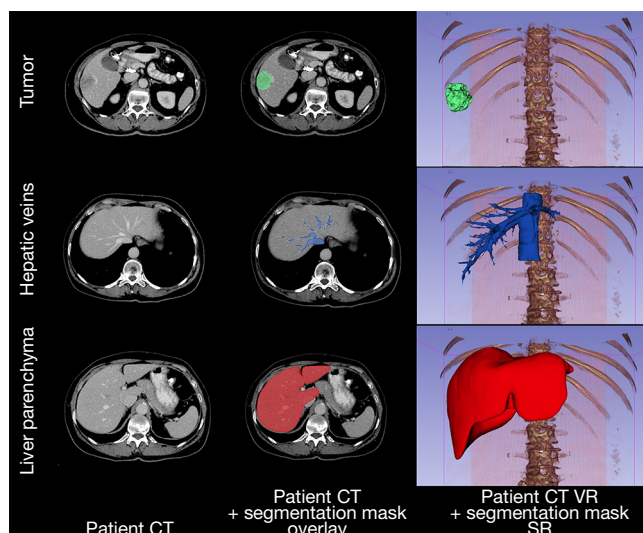 Tumor
Hepatic veins
Liver parenchyma
Patient CT
Patient CT
+ segmentation mask
overlay
Patient CT VR
+ segmentation mask
SR